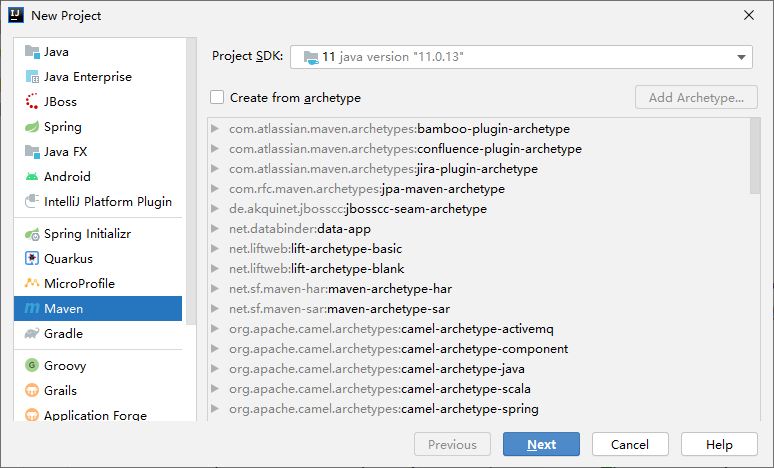 New Project
Java
Java Enterprise
JBoss
Spring
Java FX
Android
IntelliJ Platform Plugin
Spring Initializr
Quarkus
MicroProfile
Maven
Gradle
Groovy
Grails
Application Forge
Project SDK: 11 java version "11.0.13"
Create from archetype
Add Archetype...
com.atlassian.maven.archetypes:bamboo-plugin-archetype
com.atlassian.maven.archetypes:confluence-plugin-archetype
com.atlassian.maven.archetypes:jira-plugin-archetype
com.rfc.maven.archetypes:jpa-maven-archetype
de.akquinet.jbosscc:jbosscc-seam-archetype
net.databinder:data-app
net.liftweb:lift-archetype-basic
net.liftweb:lift-archetype-blank
net.sf.maven-har:maven-archetype-har
net.sf.maven-sar:maven-archetype-sar
org.apache.camel.archetypes:camel-archetype-activemq
org.apache.camel.archetypes:camel-archetype-component
org.apache.camel.archetypes:camel-archetype-java
org.apache.camel.archetypes:camel-archetype-scala
org.apache.camel.archetypes:camel-archetype-spring
Previous
Next
Cancel
Help